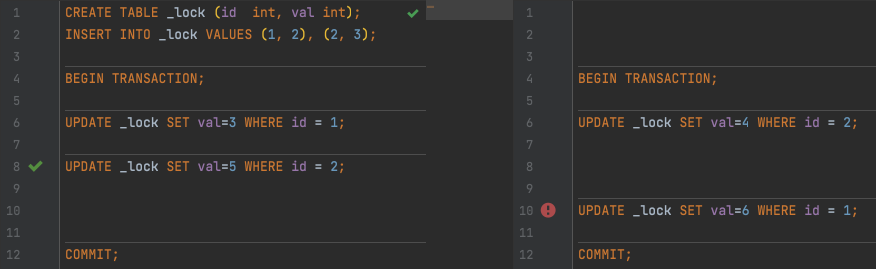 1 CREATE TABLE _lock (id  int, val int);
2 INSERT INTO _lock VALUES (1, 2), (2, 3);
3
4 BEGIN TRANSACTION;
5
6 UPDATE _lock SET val=3 WHERE id = 1;
7
8 UPDATE _lock SET val=5 WHERE id = 2;
9
10
11
12 COMMIT;
1
2
3
4 BEGIN TRANSACTION;
5
6 UPDATE _lock SET val=4 WHERE id = 2;
7
8
9
10 UPDATE _lock SET val=6 WHERE id = 1;
11
12 COMMIT;